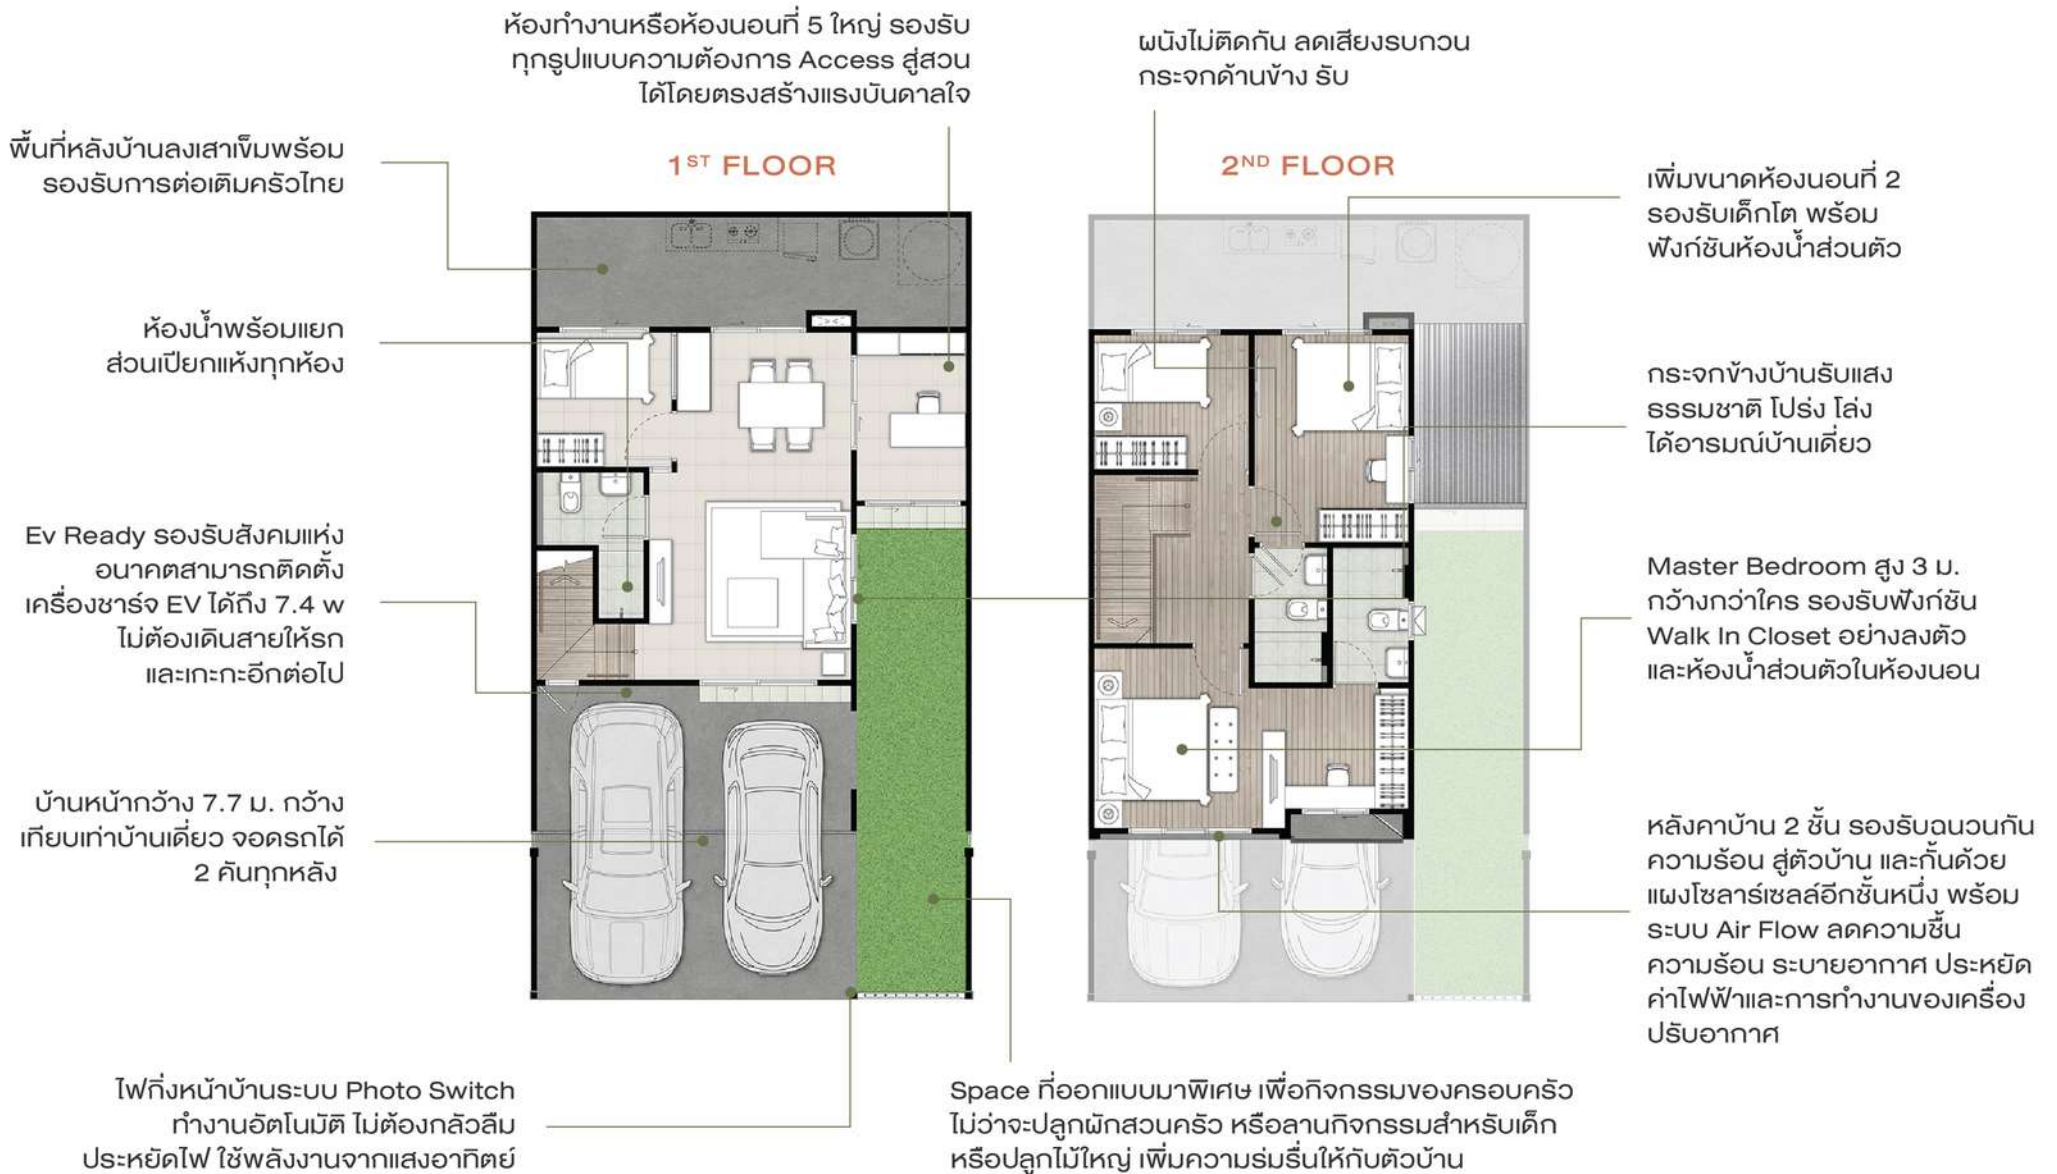 ห้องทำงานหรือห้องนอนที่ 5 ใหญ่ รองรับ
ทุกรูปแบบความต้องการ Access สู่สวน
ได้โดยตรงสร้างแรงบันดาลใจ
ผนังไม่ติดกัน ลดเสียงรบกวน
กระจกด้านข้าง รับ
พื้นที่หลังบ้านลงเสาเข็มพร้อม
รองรับการต่อเติมครัวไทย
1ST FLOOR
2ND FLOOR
เพิ่มขนาดห้องนอนที่ 2
รองรับเด็กโต พร้อม
ฟังก์ชันห้องน้ำส่วนตัว
ห้องน้ำพร้อมแยก
ส่วนเปียกแห้งทุกห้อง
กระจกข้างบ้านรับแสง
ธรรมชาติ โปร่ง โล่ง
ได้อารมณ์บ้านเดี่ยว
Ev Ready รองรับสังคมแห่ง
อนาคตสามารถติดตั้ง
เครื่องชาร์จ EV ได้ถึง 7.4 w
ไม่ต้องเดินสายให้รก
และเกะกะอีกต่อไป
Master Bedroom สูง 3 ม.
กว้างกว่าใคร รองรับฟังก์ชัน
Walk In Closet อย่างลงตัว
และห้องน้ำส่วนตัวในห้องนอน
บ้านหน้ากว้าง 7.7 ม. กว้าง
เทียบเท่าบ้านเดี่ยว จอดรถได้
2 คันทุกหลัง
หลังคาบ้าน 2 ชั้น รองรับฉนวนกัน
ความร้อน สู่ตัวบ้าน และกั้นด้วย
แผงโซลาร์เซลล์อีกชั้นหนึ่ง พร้อม
ระบบ Air Flow ลดความชื้น
ความร้อน ระบายอากาศ ประหยัด
ค่าไฟฟ้าและการทำงานของเครื่อง
ปรับอากาศ
ไฟกิ่งหน้าบ้านระบบ Photo Switch
ทำงานอัตโนมัติ ไม่ต้องกลัวลืม
ประหยัดไฟ ใช้พลังงานจากแสงอาทิตย์
Space ที่ออกแบบมาพิเศษ เพื่อกิจกรรมของครอบครัว
ไม่ว่าจะปลูกผักสวนครัว หรือลานกิจกรรมสำหรับเด็ก
หรือปลูกไม้ใหญ่ เพิ่มความร่มรื่นให้กับตัวบ้าน